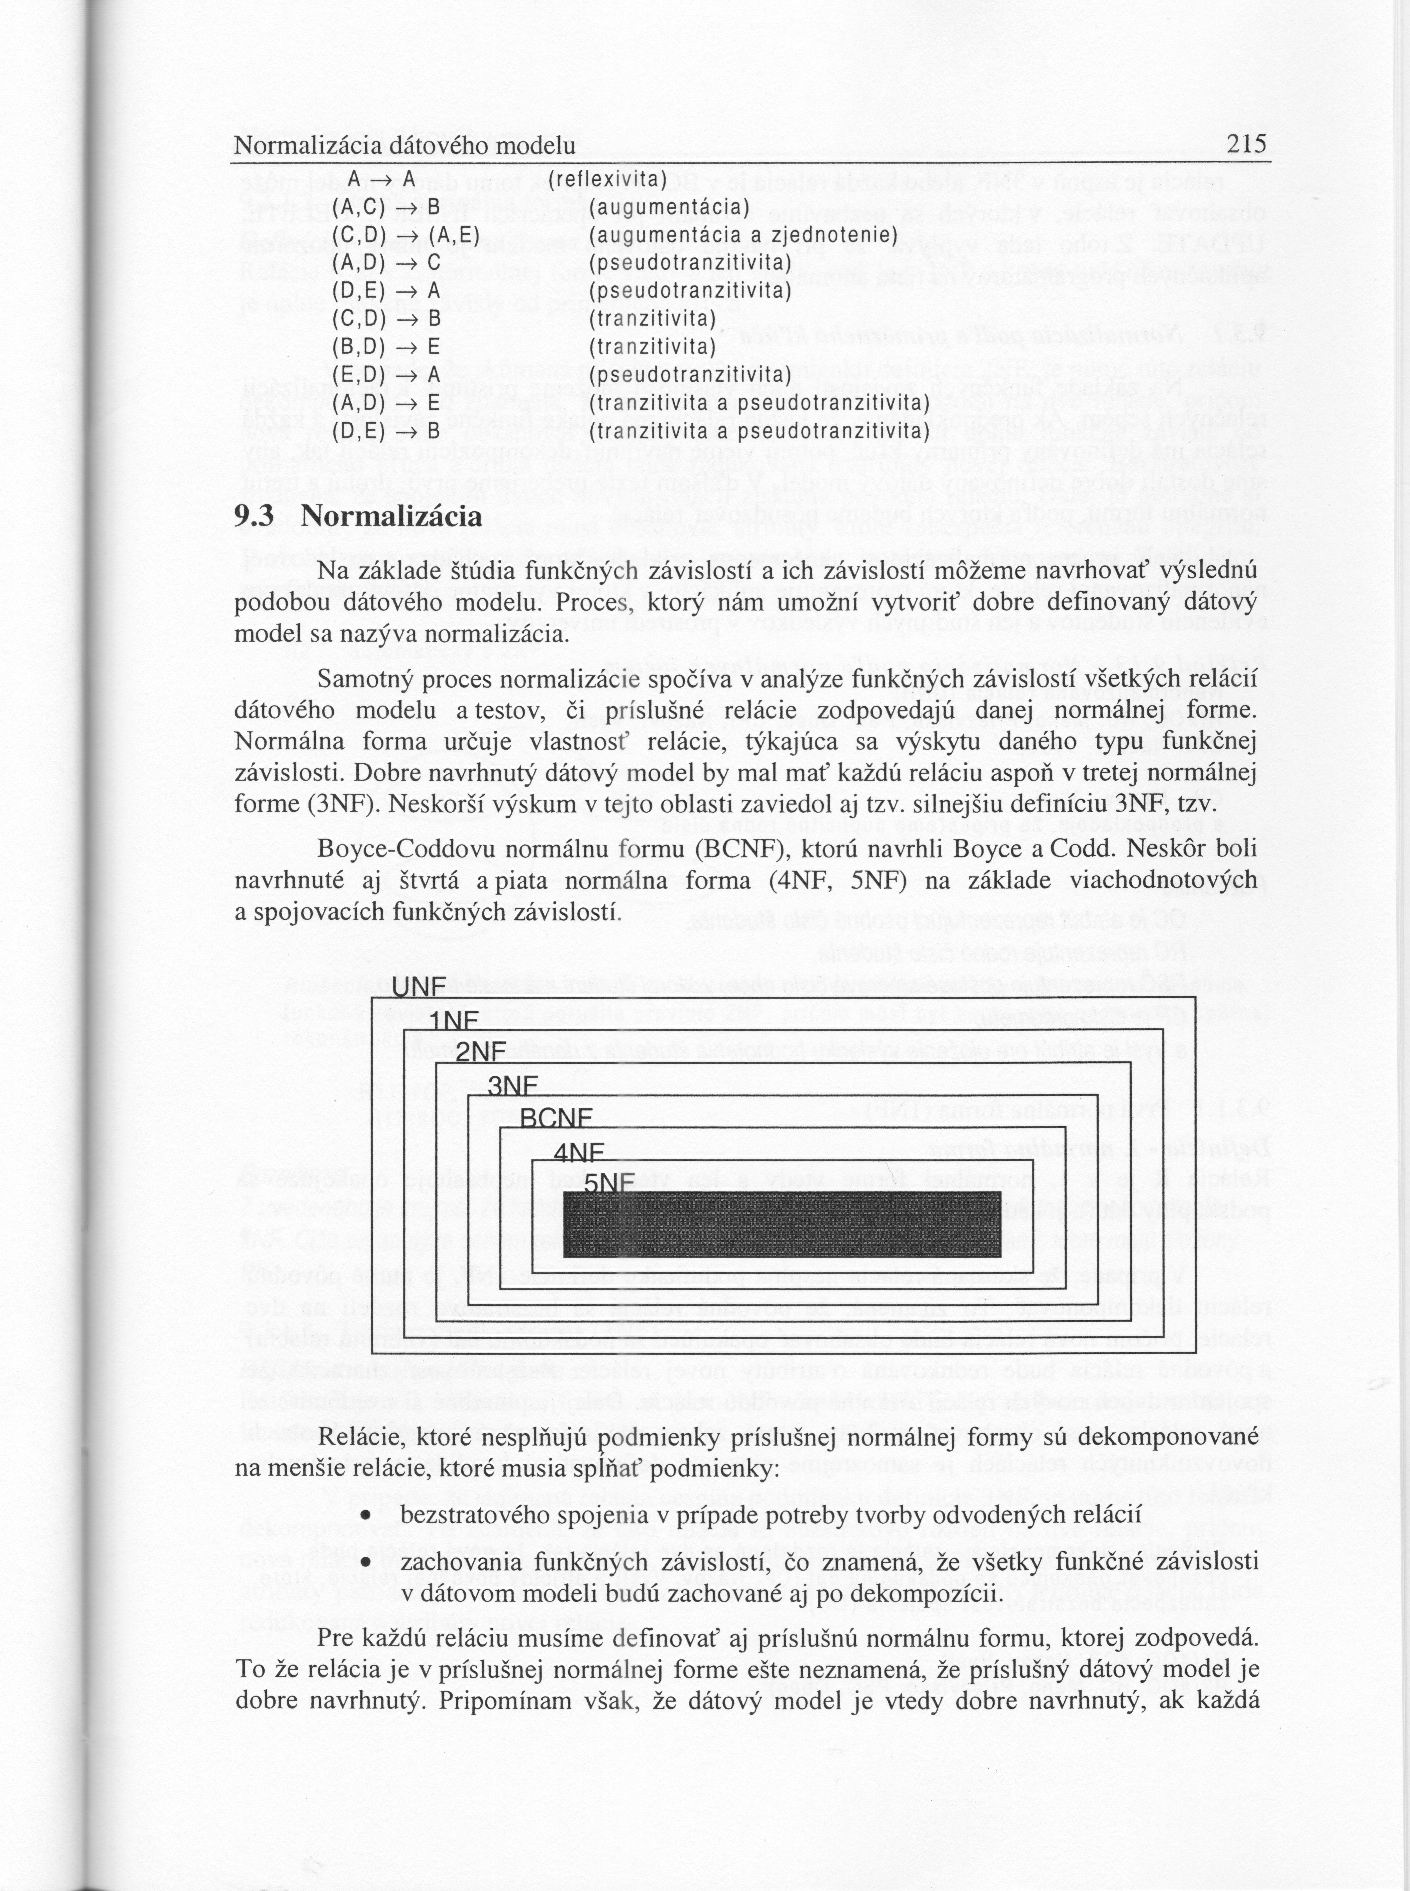 Normalizácia dátového modelu 215
A → A (reflexivita)
(A,C) → B (augumentácia)
(C,D) → (A,E) (augumentácia a zjednotenie)
(A,D) → C (pseudotranzitivita)
(D,E) → A (pseudotranzitivita)
(C,D) → B (tranzitivita)
(B,D) → E (tranzitivita)
(E,D) → A (pseudotranzitivita)
(A,D) → E (tranzitivita a pseudotranzitivita)
(D,E) → B (tranzitivita a pseudotranzitivita)
9.3 Normalizácia
Na základe štúdia funkčných závislostí a ich závislostí môžeme navrhovať výslednú
podobou dátového modelu. Proces, ktorý nám umožní vytvoriť dobre definovaný dátový
model sa nazýva normalizácia.
Samotný proces normalizácie spočíva v analýze funkčných závislostí všetkých relácií
dátového modelu a testov, či príslušné relácie zodpovedajú danej normálnej forme.
Normálna forma určuje vlastnosť relácie, týkajúca sa výskytu daného typu funkčnej
závislosti. Dobre navrhnutý dátový model by mal mať každú reláciu aspoň v tretej normálnej
forme (3NF). Neskorší výskum v tejto oblasti zaviedol aj tzv. silnejšiu definíciu 3NF, tzv.
Boyce-Coddovu normálnu formu (BCNF), ktorú navrhli Boyce a Codd. Neskôr boli
navrhnuté aj štvrtá a piata normálna forma (4NF, 5NF) na základe viachodnotových
a spojovacích funkčných závislostí.
UNF
1NF
2NF
3NF
BCNF
4NF
5NF
Relácie, ktoré nesplňujú podmienky príslušnej normálnej formy sú dekomponované
na menšie relácie, ktoré musia spĺňať podmienky:
• bezstratového spojenia v prípade potreby tvorby odvodených relácií
• zachovania funkčných závislostí, čo znamená, že všetky funkčné závislosti
v dátovom modeli budú zachované aj po dekompozícii.
Pre každú reláciu musíme definovať aj príslušnú normálnu formu, ktorej zodpovedá.
To že relácia je v príslušnej normálnej forme ešte neznamená, že príslušný dátový model je
dobre navrhnutý. Pripomínam však, že dátový model je vtedy dobre navrhnutý, ak každá